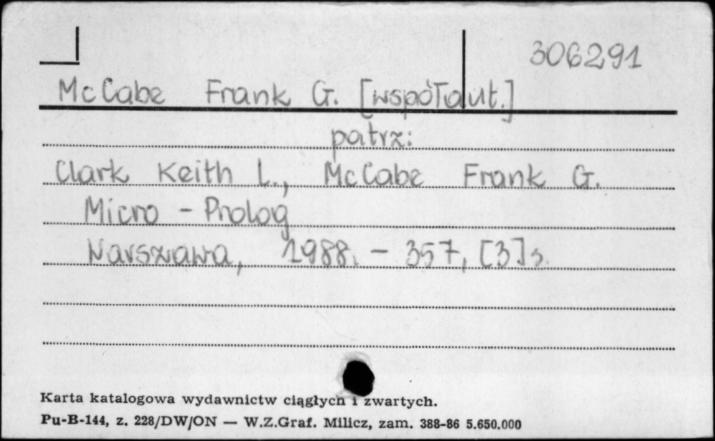 306291
McCabe Frank G. [współaut.]
patrz:
Clark Keith L., McCabe Frank G.
Micro - Prolog
Warszawa, 1988. - 357, [3] s.
Karta katalogowa wydawnictw ciągłych i zwartych.
Pu-B-144, z. 228/DW/ON — W.Z.Graf. Milicz, zam. 388-86 5.650.000